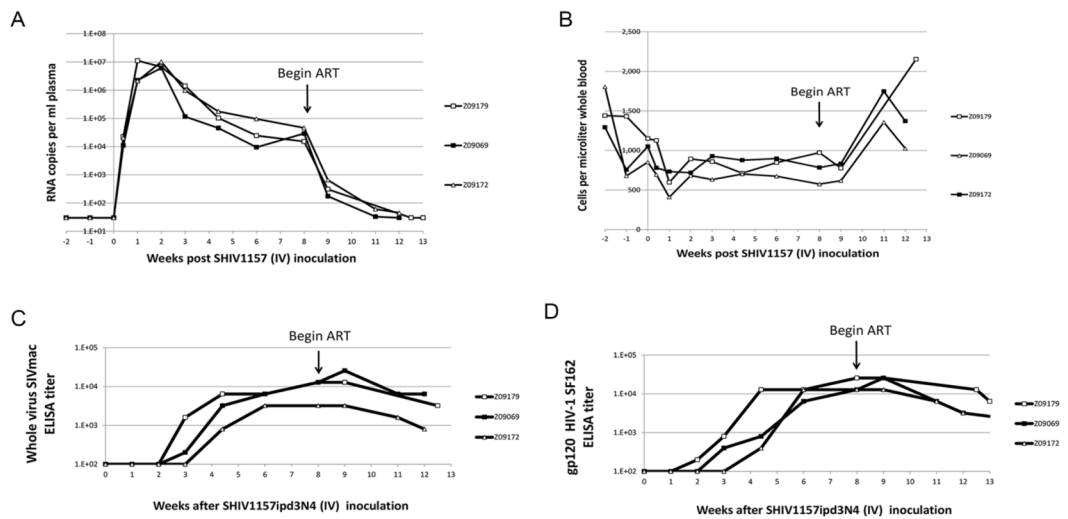 A
RNA copies per ml plasma
1.E+08
1.E+07
1.E+06
1.E+05
1.E+04
1.E+03
1.E+02
1.E+01
Begin ART
Z09179
Z09069
Z09172
-2 -1 0 1 2 3 4 5 6 7 8 9 10 11 12 13
Weeks post SHIV1157 (IV) inoculation
B
Cells per microliter whole blood
2,500
2,000
1,500
1,000
500
0
Begin ART
Z09179
Z09069
Z09172
-2 -1 0 1 2 3 4 5 6 7 8 9 10 11 12 13
Weeks post SHIV1157 (IV) inoculation
C
Whole virus SIVmac
ELISA titer
1.E+05
1.E+04
1.E+03
1.E+02
Begin ART
Z09179
Z09069
Z09172
0 1 2 3 4 5 6 7 8 9 10 11 12 13
Weeks after SHIV1157ipd3N4 (IV) inoculation
D
gp120 HIV-1 SF162
ELISA titer
1.E+05
1.E+04
1.E+03
1.E+02
Begin ART
Z09179
Z09069
Z09172
0 1 2 3 4 5 6 7 8 9 10 11 12 13
Weeks after SHIV1157ipd3N4 (IV) inoculation